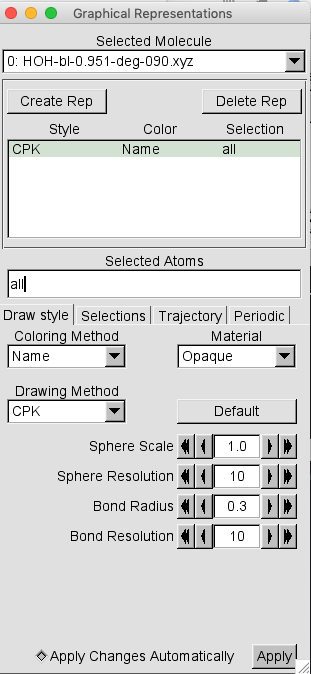 Graphical Representations
Selected Molecule
0: HOH-bl-0.951-deg-090.xyz
Create Rep Delete Rep
Style Color Selection
CPK Name all
Selected Atoms
all
Draw style Selections Trajectory Periodic
Coloring Method Material
Name Opaque
Drawing Method
CPK Default
Sphere Scale 1.0
Sphere Resolution 10
Bond Radius 0.3
Bond Resolution 10
Apply Changes Automatically Apply